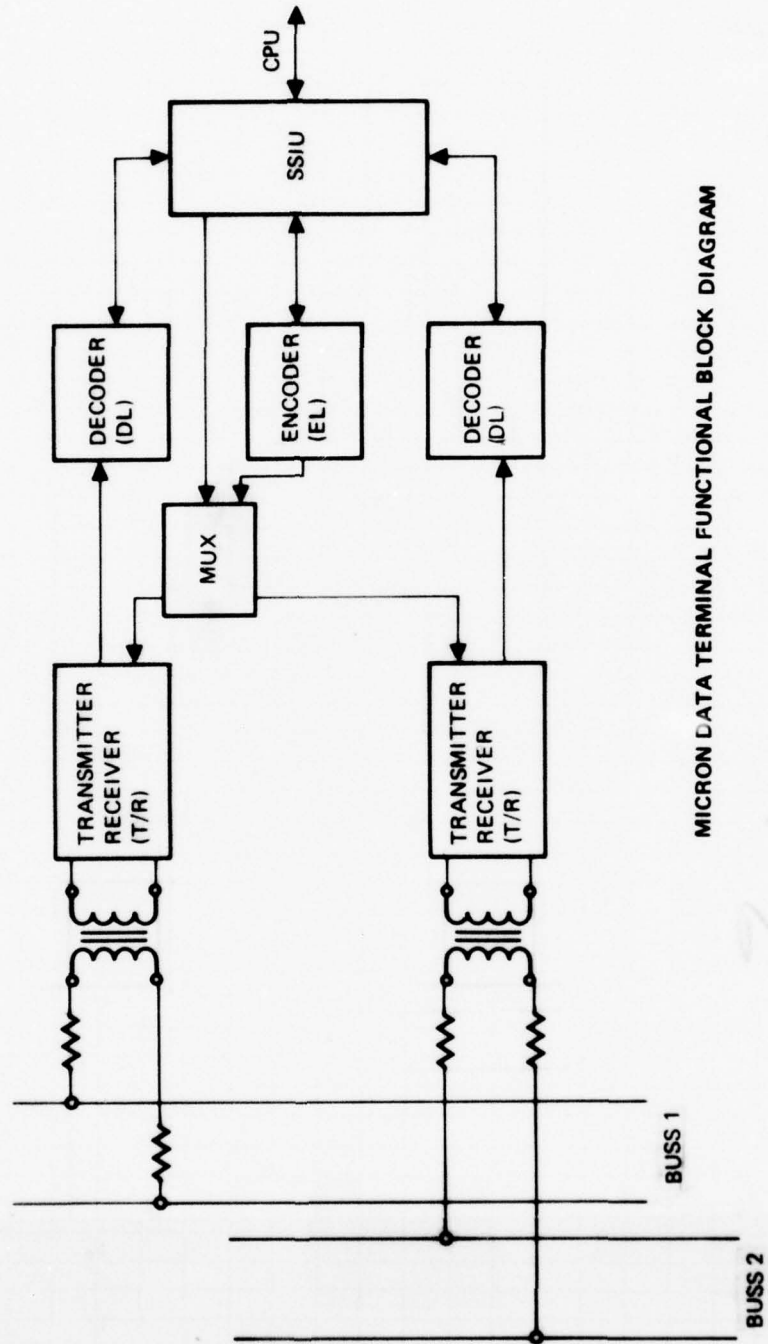 TRANSMITTER
RECEIVER
(T/R)
DECODER
(DL)
MUX
ENCODER
(EL)
SSIU
CPU
TRANSMITTER
RECEIVER
(T/R)
DECODER
(DL)
BUSS 1
BUSS 2
MICRON DATA TERMINAL FUNCTIONAL BLOCK DIAGRAM